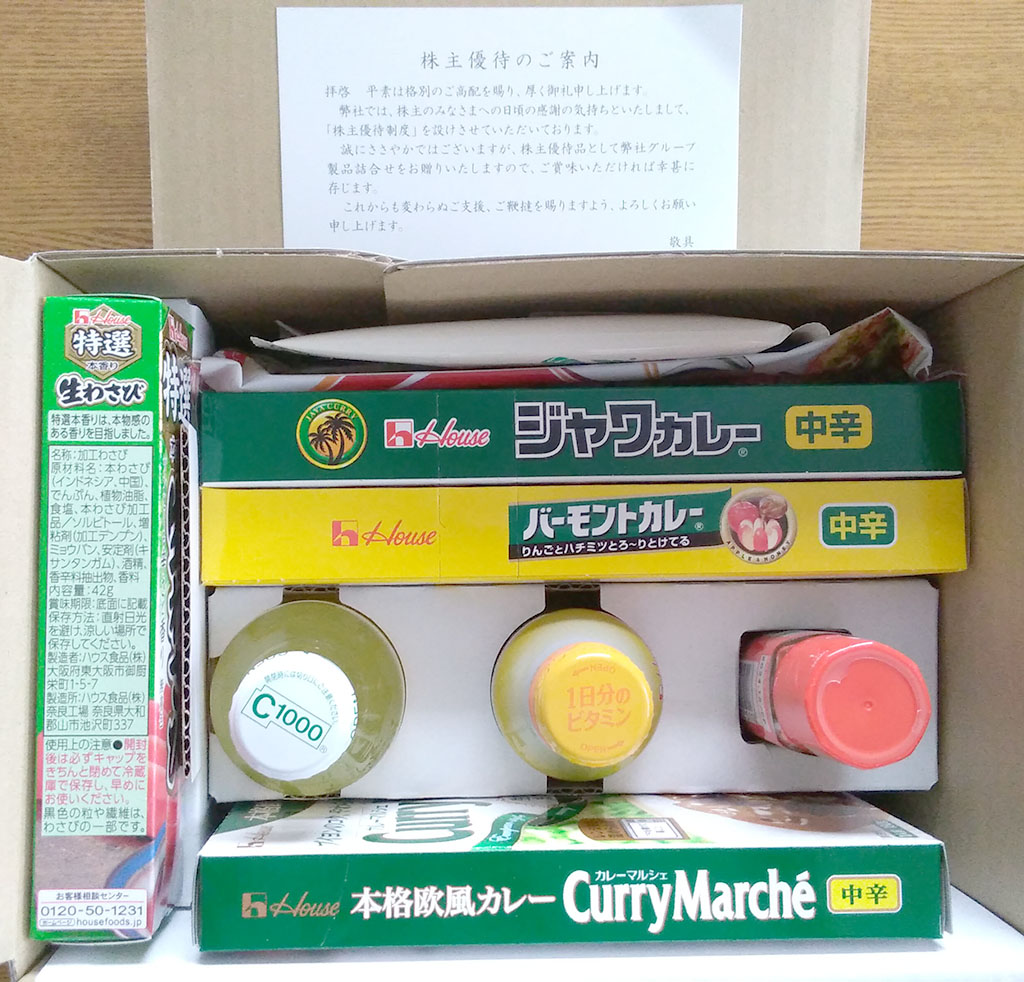 株主優待のご案内
拝啓 平素は格別のご高配を賜り、厚く御礼申し上げます。
弊社では、株主のみなさまへの日頃の感謝の気持ちといたしまして、
「株主優待制度」を設けさせていただいております。
誠にささやかではございますが、株主優待品として弊社グループ
製品詰合せをお贈りいたしますので、ご賞味いただければ幸甚に
存じます。
これからも変わらぬご支援、ご鞭撻を賜りますよう、よろしくお願い
申し上げます。
敬具
House
特選
本香り
生わさび
特選本香りは、本物感の
ある香りを目指しました。
名称:加工わさび
原材料名:本わさび
(インドネシア、中国)、
でんぷん、植物油脂、
食塩、本わさび加工
品/ソルビトール、増
粘剤(加工デンプン)、
ミョウバン、安定剤(キ
サンタンガム)、酒精、
香辛料抽出物、香料
内容量:42g
賞味期限:底面に記載
保存方法:直射日光
を避け、涼しい場所で
保存してください。
製造者:ハウス食品(株)
大阪府東大阪市御厨
栄町1-5-7
製造所:ハウス食品(株)
奈良工場 奈良県大和
郡山市池沢町337
使用上の注意●開封
後は必ずキャップを
きちんと閉めて冷蔵
庫で保存し、早めに
お使いください。
黒色の粒や繊維は、
わさびの一部です。
お客様相談センター
0120-50-1231
ホームページ housefoods.jp
House
特選
JAVA CURRY
House ジャワカレー® 中辛
House バーモントカレー® 中辛
りんごとハチミツとろ〜りとけてる
APPLE & HONEY
C1000
1日分の
ビタミン
OPEN
Curry
House 本格欧風カレー カレーマルシェ CurryMarché 中辛